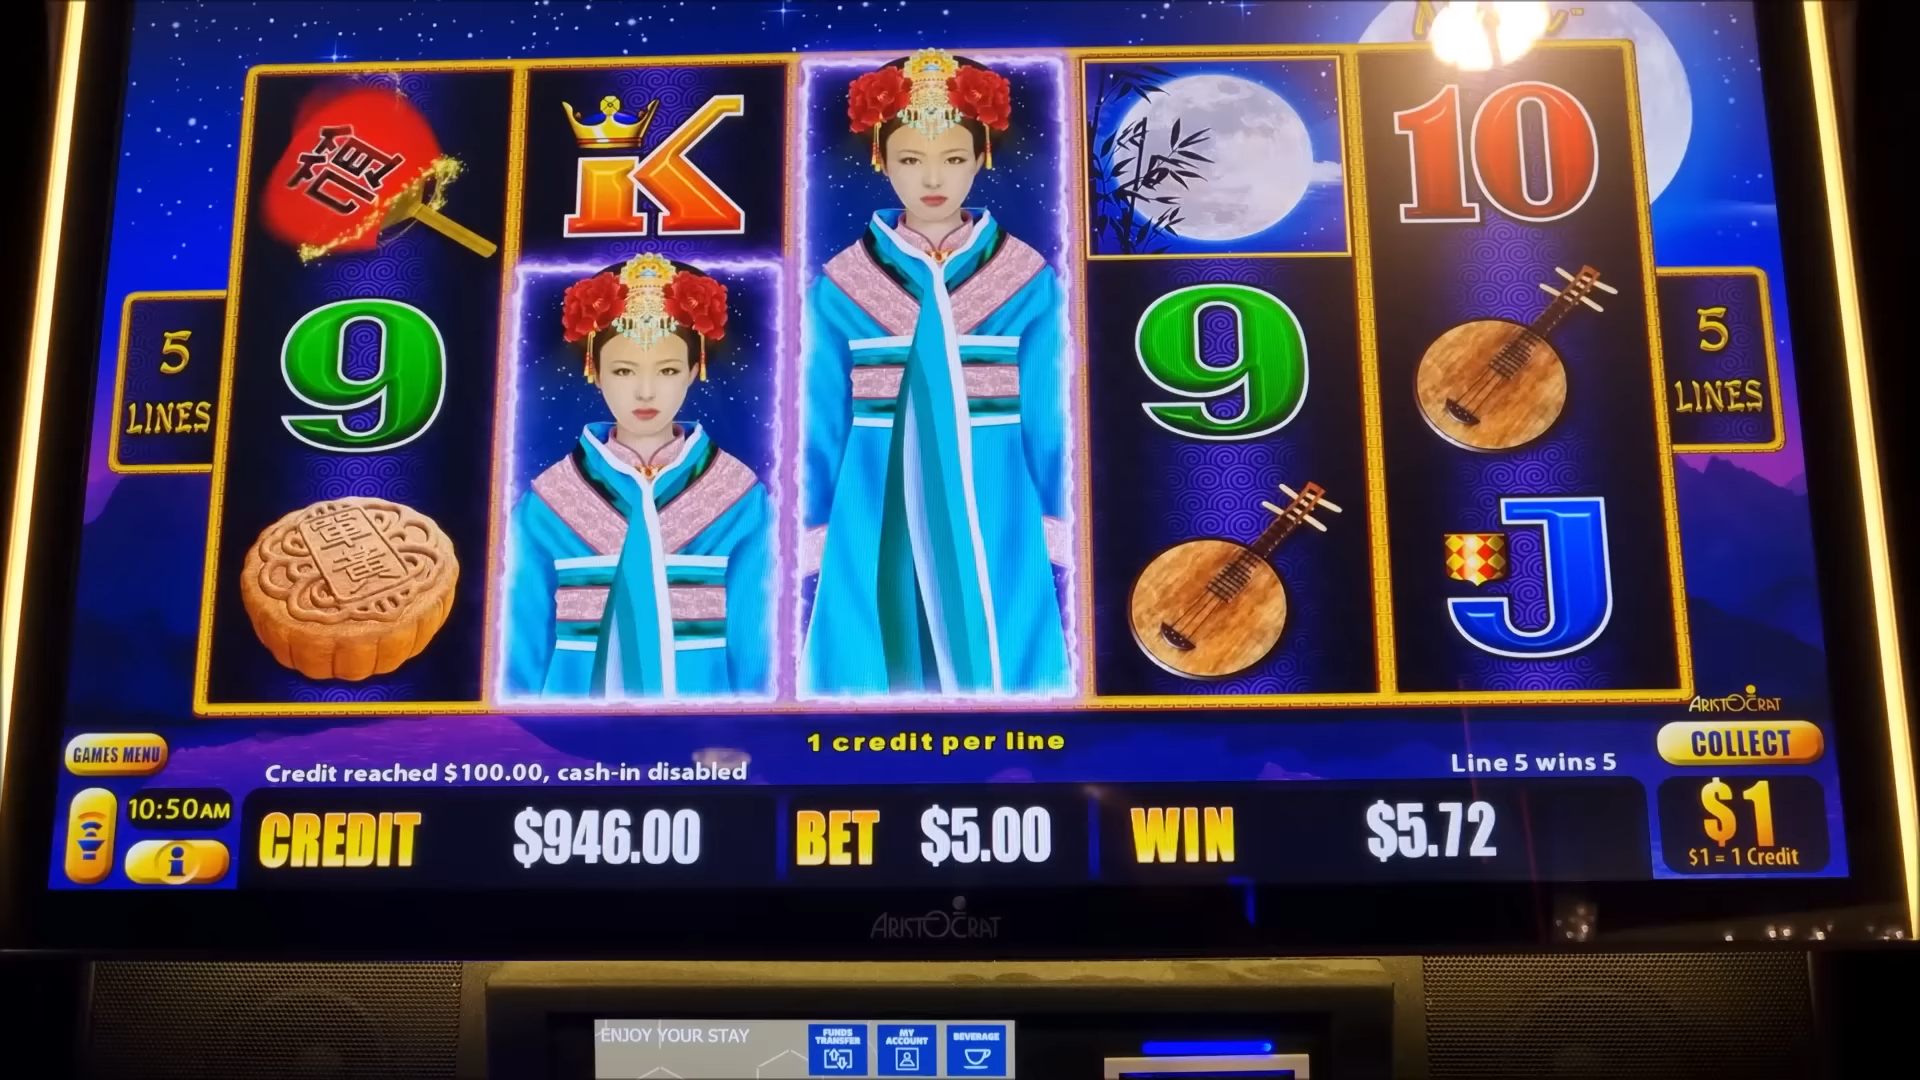 10
K
5
LINES
9
9
5
LINES
J
單黃
ARISTOCRAT
GAMES MENU
1 credit per line
COLLECT
Credit reached $100.00, cash-in disabled
Line 5 wins 5
10:50AM
CREDIT $946.00
BET $5.00
WIN $5.72
$1
$1 = 1 Credit
i
ARISTOCRAT
ENJOY YOUR STAY
FUNDS TRANSFER
MY ACCOUNT
BEVERAGE